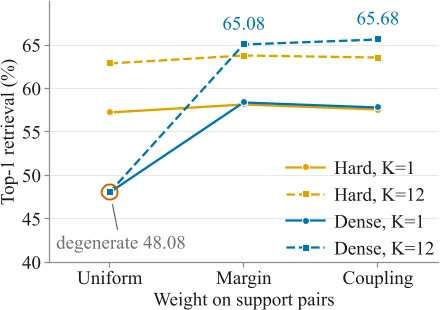 65.08
65.68
Top-1 retrieval (%)
65
60
55
50
45
40
degenerate 48.08
Hard, K=1
Hard, K=12
Dense, K=1
Dense, K=12
Uniform
Margin
Coupling
Weight on support pairs